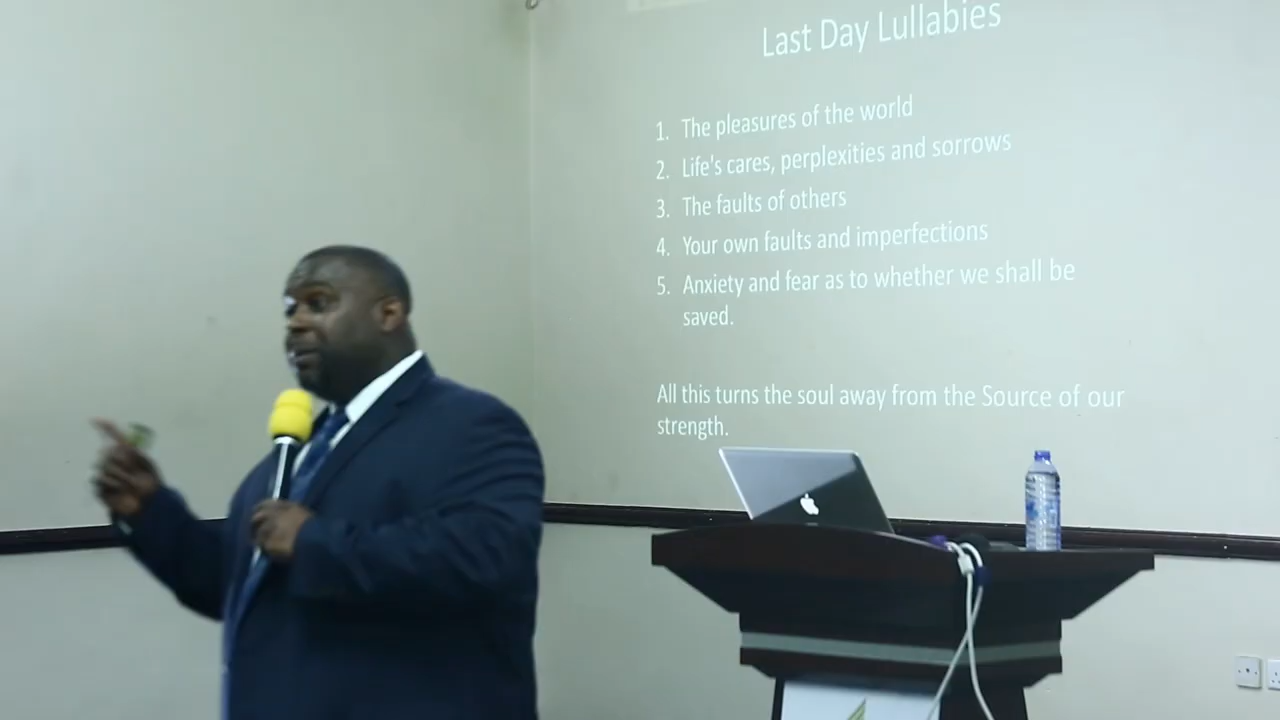 Last Day Lullabies
1. The pleasures of the world
2. Life's cares, perplexities and sorrows
3. The faults of others
4. Your own faults and imperfections
5. Anxiety and fear as to whether we shall be
saved.
All this turns the soul away from the Source of our
strength.